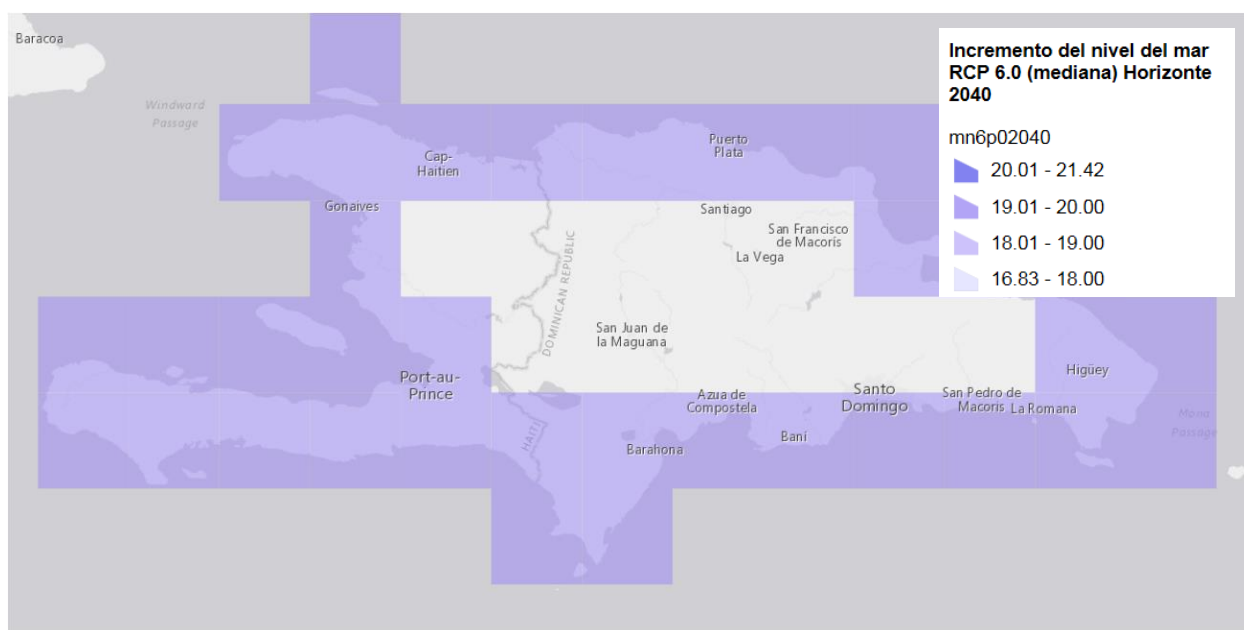 Baracoa
Windward
Passage
Cap-
Haitien
Puerto
Plata
Gonaives
Santiago
San Francisco
de Macorís
La Vega
DOMINICAN REPUBLIC
San Juan de
la Maguana
Port-au-
Prince
HAITI
Azua de
Compostela
Barahona
Baní
Santo
Domingo
San Pedro de
Macoris
La Romana
Higüey
Mona
Passage
Incremento del nivel del mar
RCP 6.0 (mediana) Horizonte
2040
mn6p02040
20.01 - 21.42
19.01 - 20.00
18.01 - 19.00
16.83 - 18.00